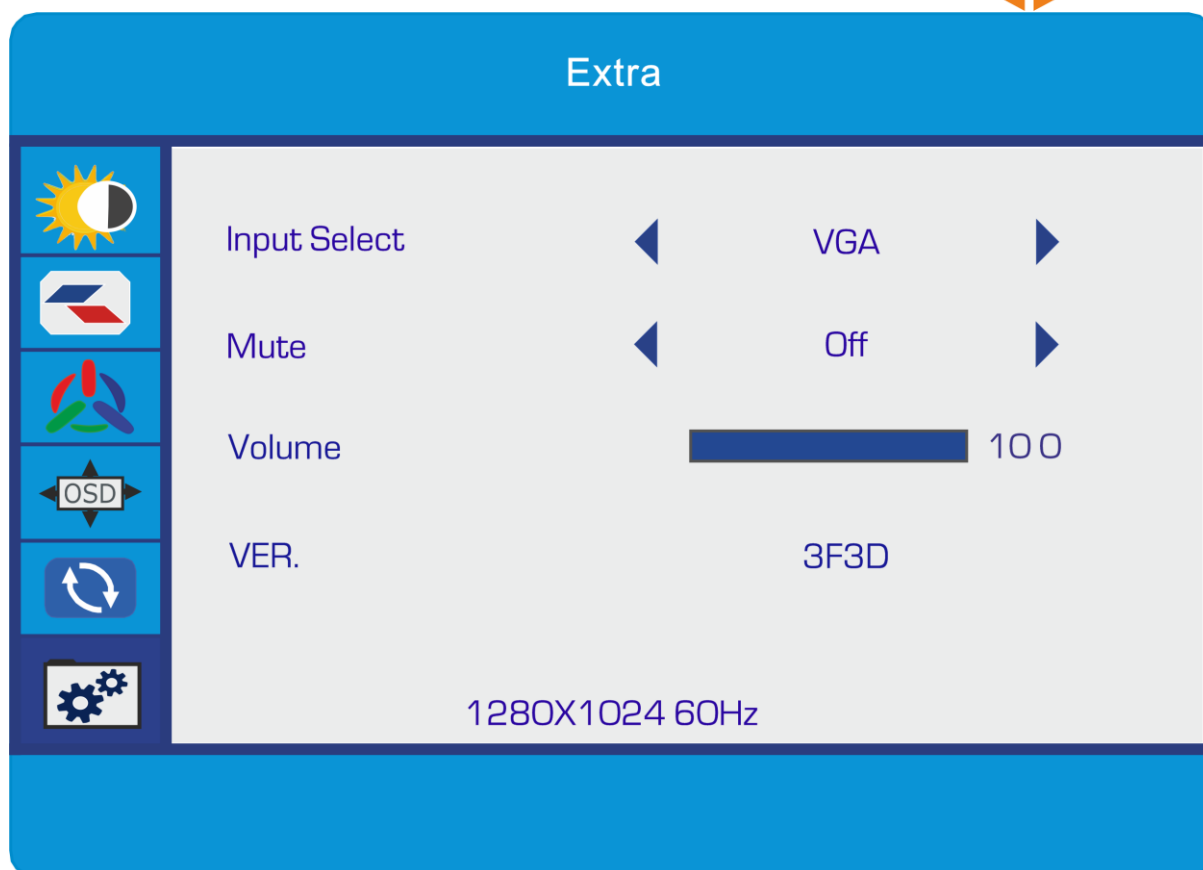 Extra
Input Select VGA
Mute Off
Volume 100
OSD
VER. 3F3D
1280X1024 60Hz